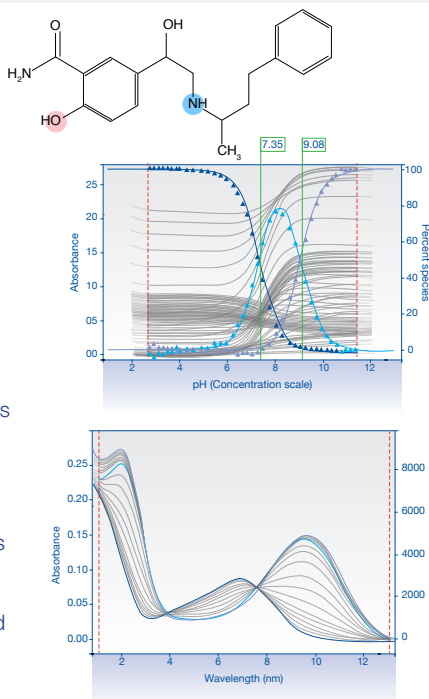 O
OH
H₂N
HO
NH
CH₃
7.35
9.08
25
20
15
10
05
00
Absorbance
100
80
60
40
20
0
Percent species
2 4 6 8 10 12
pH (Concentration scale)
s
s
d
0.25
0.20
0.15
0.10
0.05
0.00
Absorbance
8000
6000
4000
2000
0
2 4 6 8 10 12
Wavelength (nm)